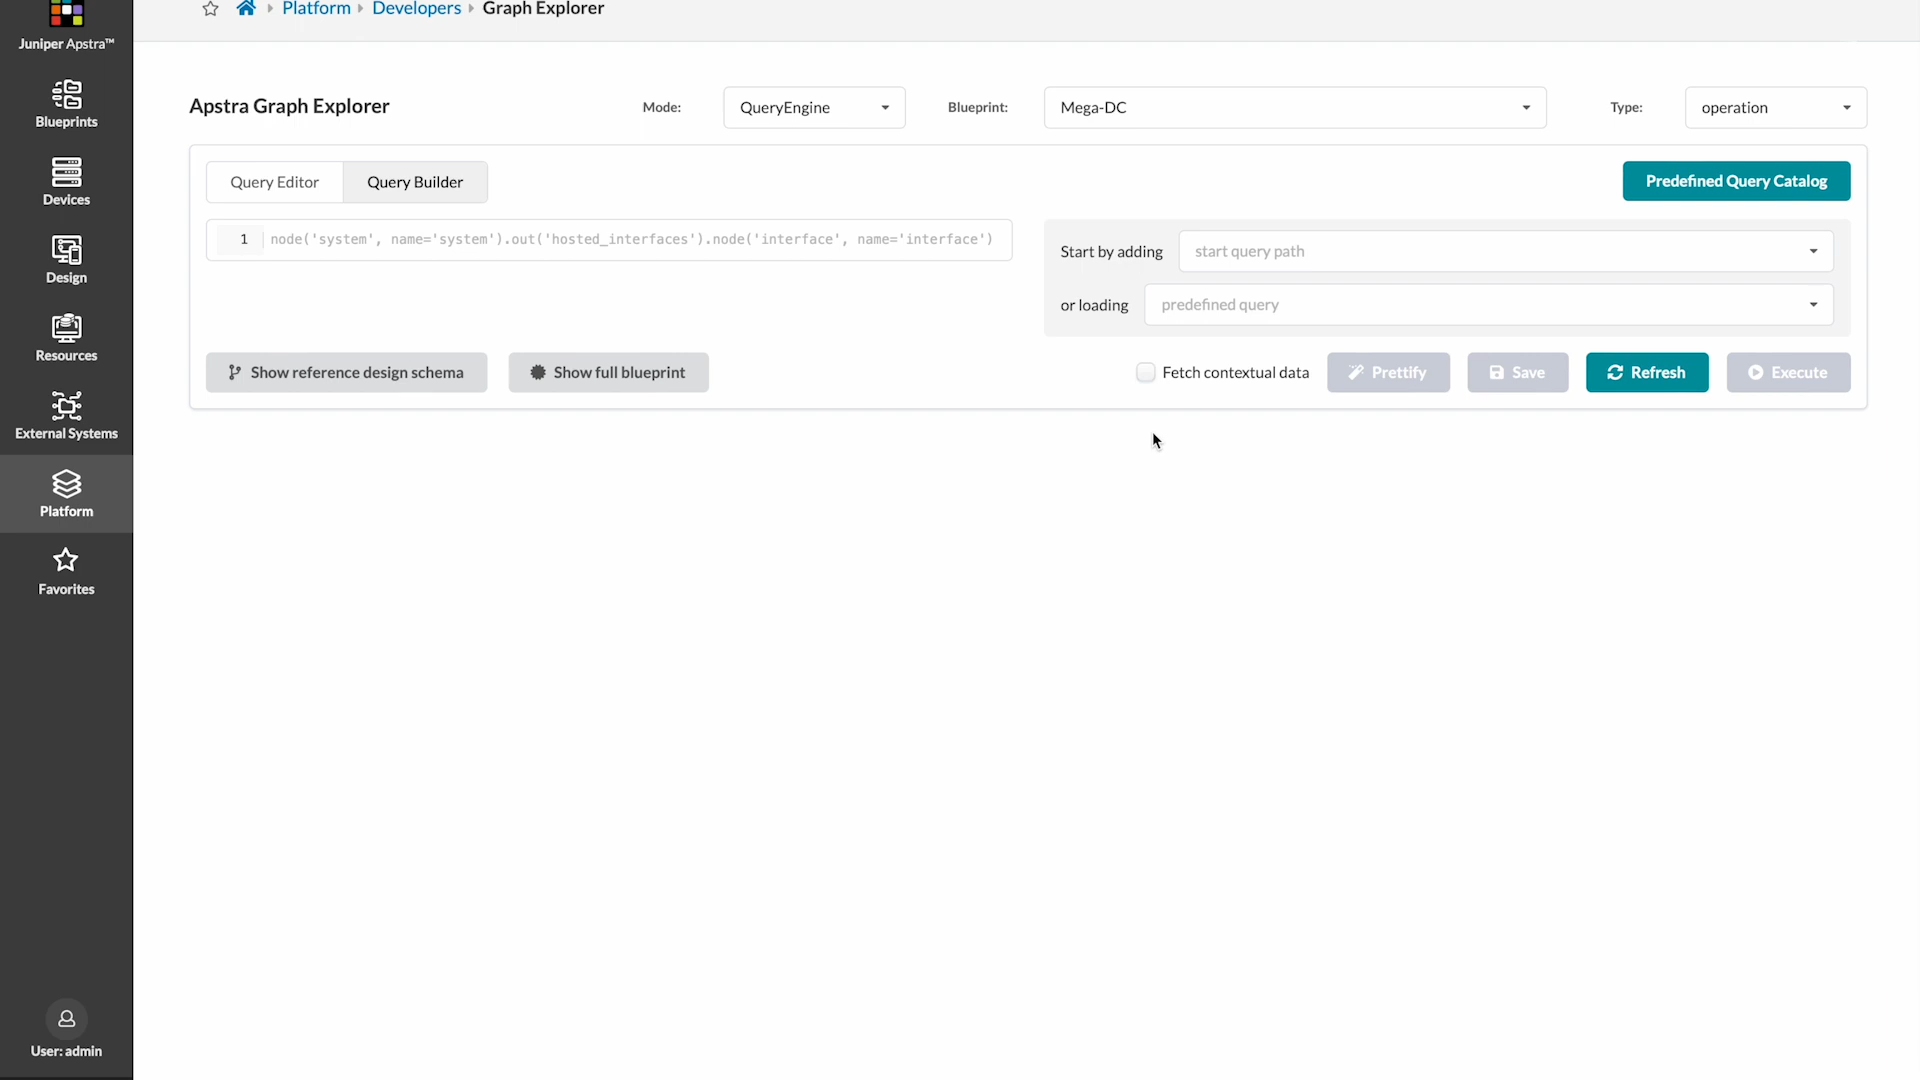 Juniper Apstra™
Platform
Developers
Graph Explorer
Blueprints
Devices
Design
Resources
External Systems
Platform
Favorites
User: admin
Apstra Graph Explorer
Mode:
QueryEngine
Blueprint:
Mega-DC
Type:
operation
Query Editor
Query Builder
Predefined Query Catalog
1 node('system', name='system').out('hosted_interfaces').node('interface', name='interface')
Start by adding
start query path
or loading
predefined query
Show reference design schema
Show full blueprint
Fetch contextual data
Prettify
Save
Refresh
Execute